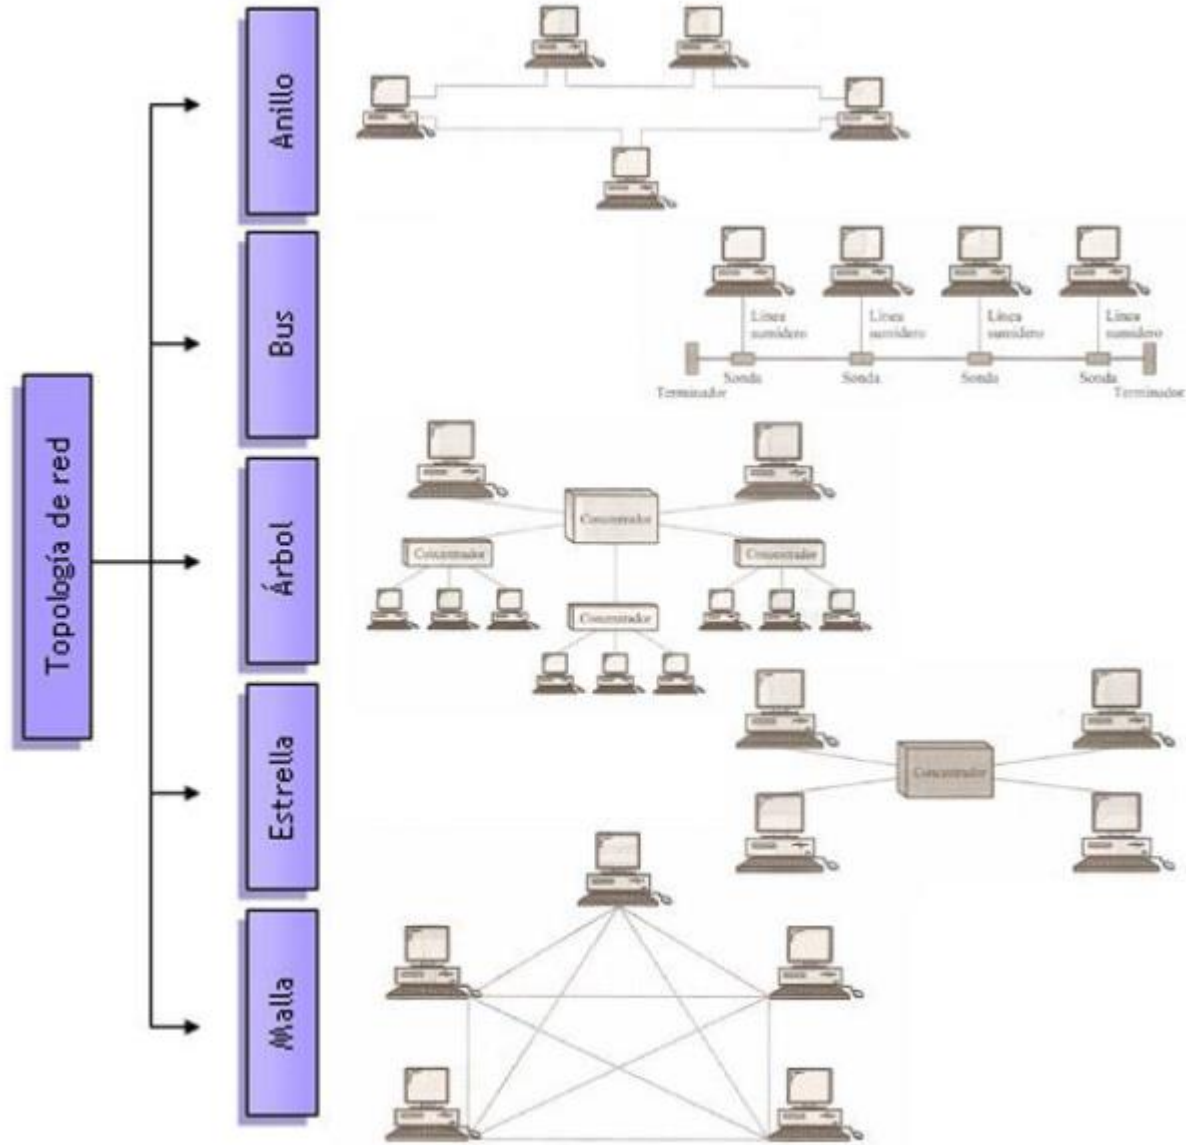 Topología de red
Anillo
Bus
Línea
sumidero
Línea
sumidero
Línea
sumidero
Línea
sumidero
Sonda
Sonda
Sonda
Sonda
Terminador
Terminador
Árbol
Concentrador
Concentrador
Concentrador
Concentrador
Estrella
Concentrador
Malla